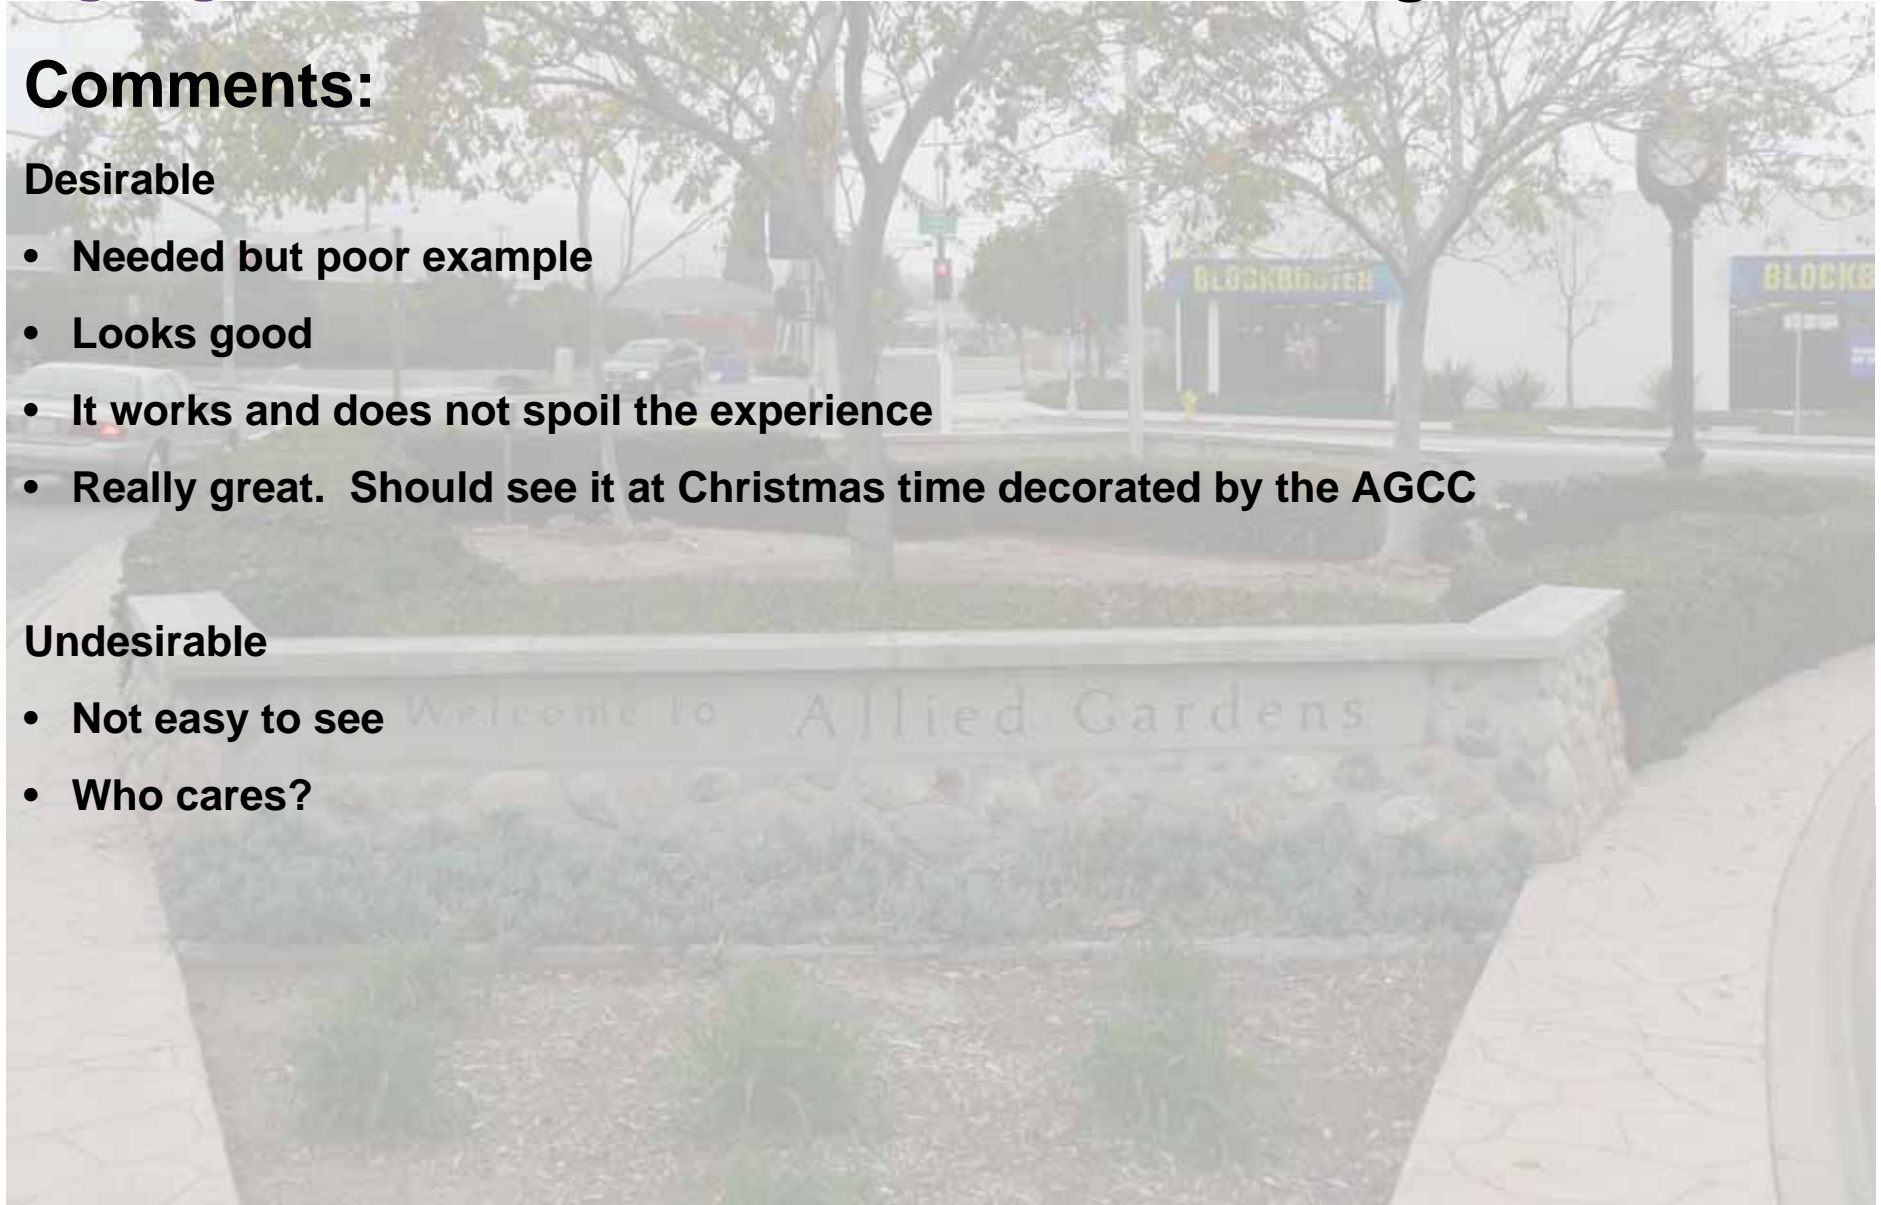 Comments:
Desirable
• Needed but poor example
• Looks good
• It works and does not spoil the experience
• Really great.  Should see it at Christmas time decorated by the AGCC
Undesirable
• Not easy to see
• Who cares?
BLOCKBUSTER
BLOCKB
Welcome to Allied Gardens